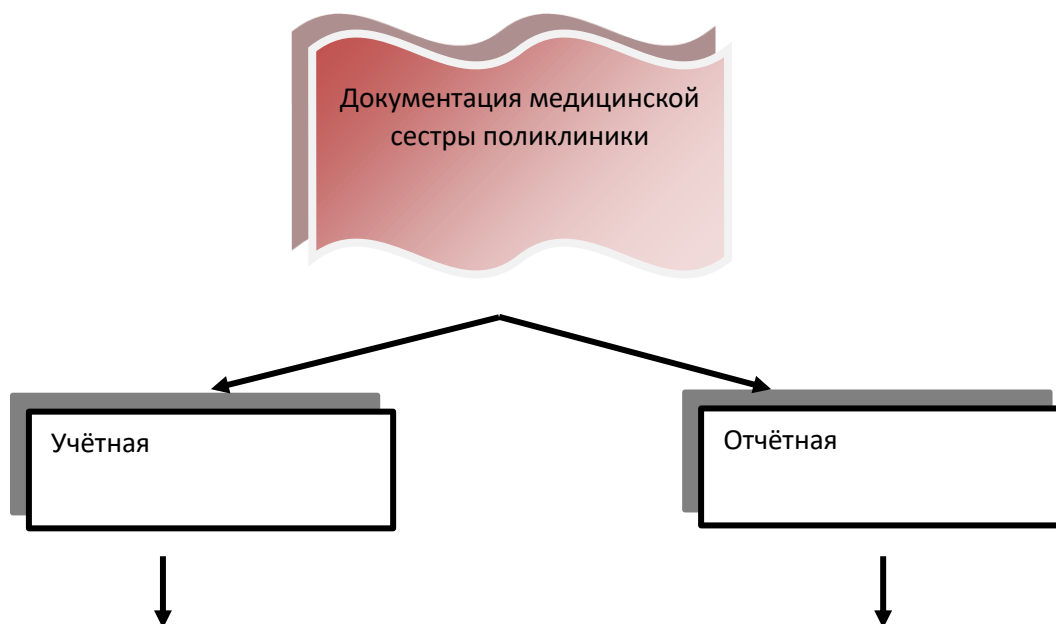 Документация медицинской
сестры поликлиники
Учётная
Отчётная